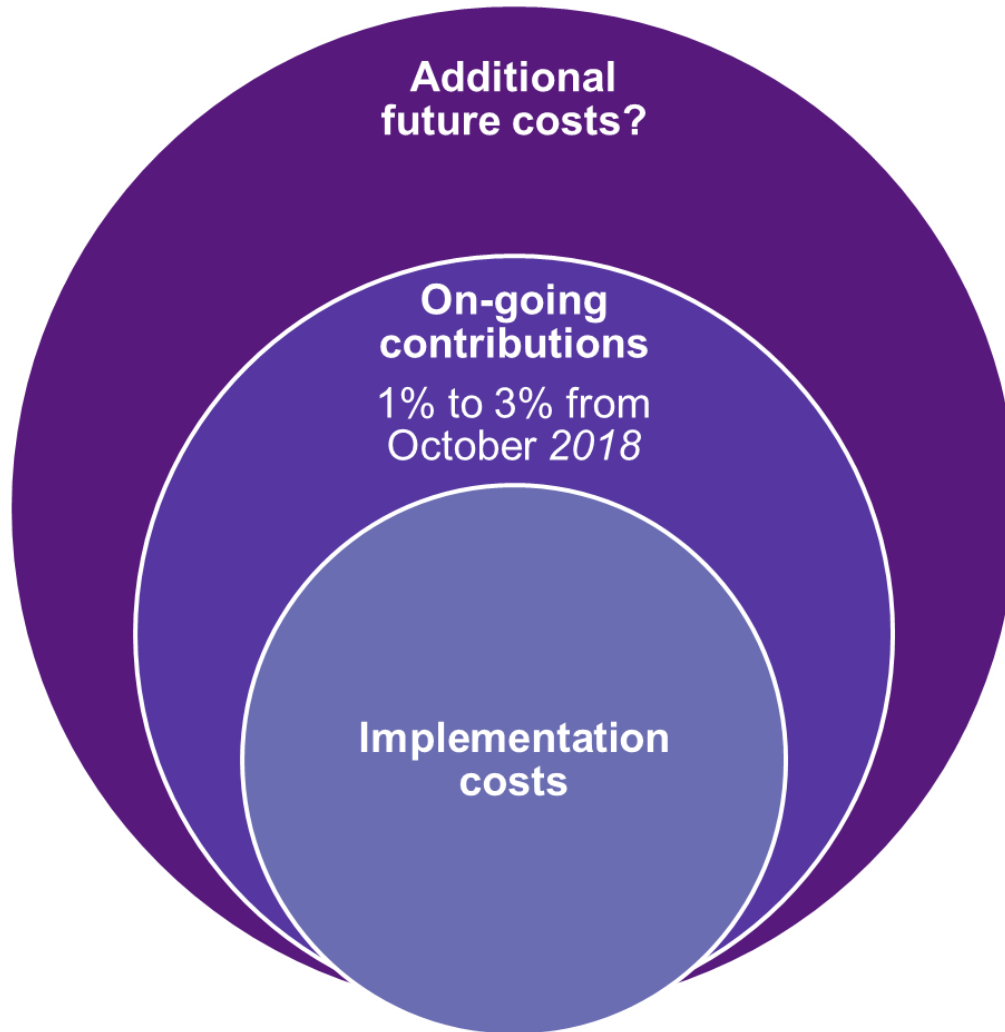 Additional
future costs?
On-going
contributions
1% to 3% from
October 2018
Implementation
costs